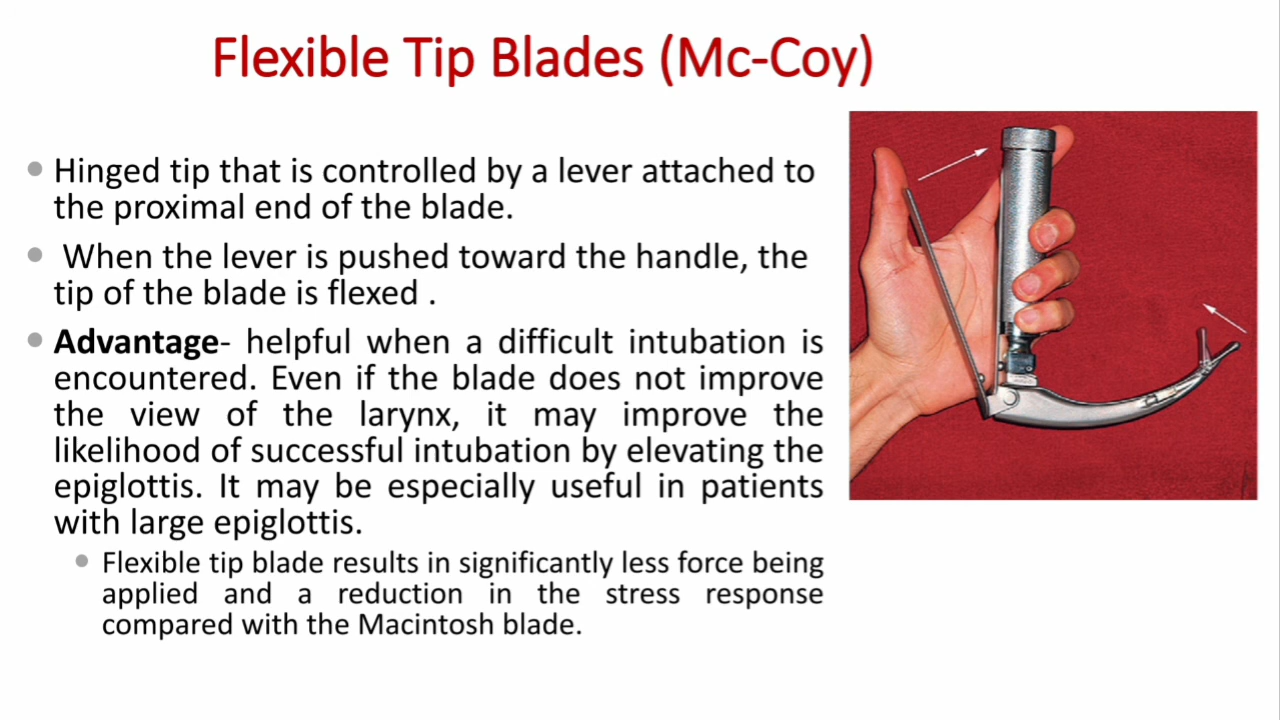 Flexible Tip Blades (Mc-Coy)
Hinged tip that is controlled by a lever attached to
the proximal end of the blade.
When the lever is pushed toward the handle, the
tip of the blade is flexed .
Advantage- helpful when a difficult intubation is
encountered. Even if the blade does not improve
the view of the larynx, it may improve the
likelihood of successful intubation by elevating the
epiglottis. It may be especially useful in patients
with large epiglottis.
Flexible tip blade results in significantly less force being
applied and a reduction in the stress response
compared with the Macintosh blade.